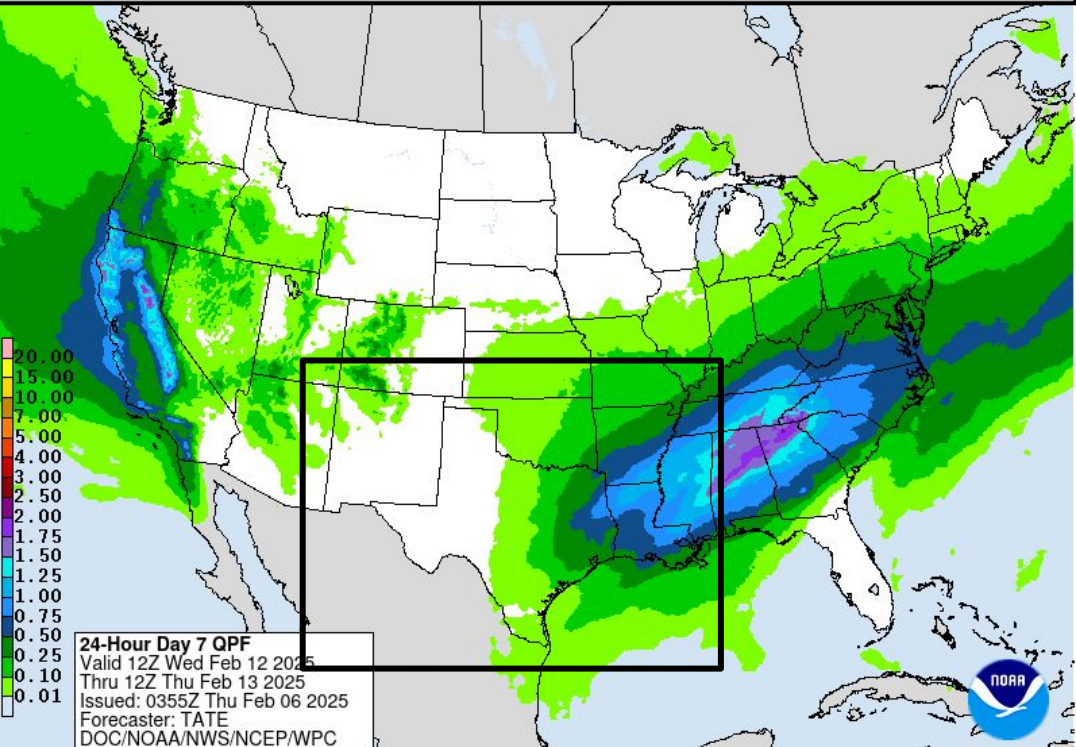 20.00
15.00
10.00
7.00
5.00
4.00
3.00
2.50
2.00
1.75
1.50
1.25
1.00
0.75
0.50
0.25
0.10
0.01
24-Hour Day 7 QPF
Valid 12Z Wed Feb 12 2025
Thru 12Z Thu Feb 13 2025
Issued: 0355Z Thu Feb 06 2025
Forecaster: TATE
DOC/NOAA/NWS/NCEP/WPC
NOAA